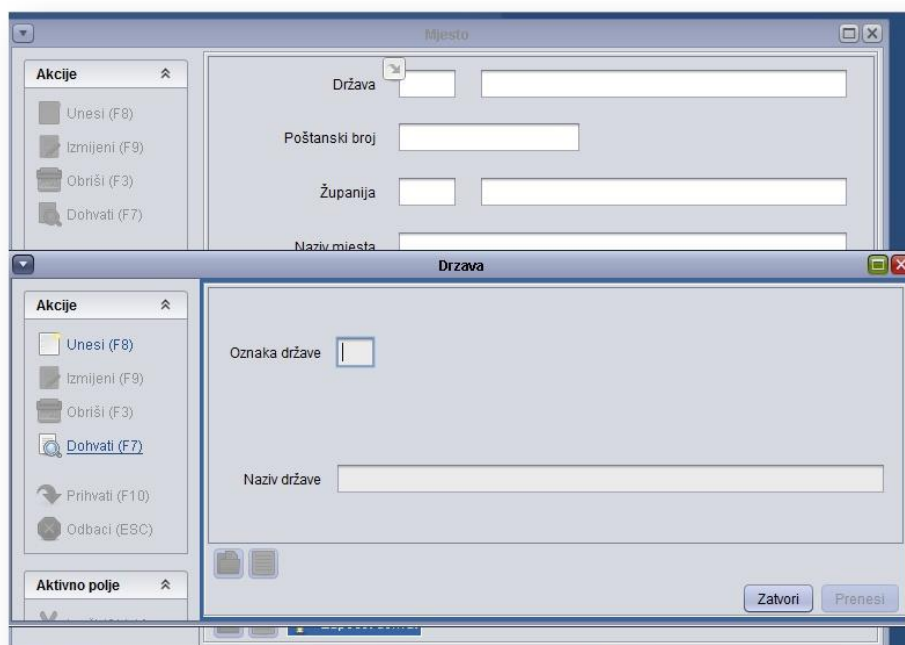 Mjesto
Akcije
Unesi (F8)
Izmijeni (F9)
Obriši (F3)
Dohvati (F7)
Država
Poštanski broj
Županija
Naziv mjesta
Drzava
Akcije
Unesi (F8)
Izmijeni (F9)
Obriši (F3)
Dohvati (F7)
Prihvati (F10)
Odbaci (ESC)
Aktivno polje
Oznaka države
Naziv države
Zatvori
Prenesi